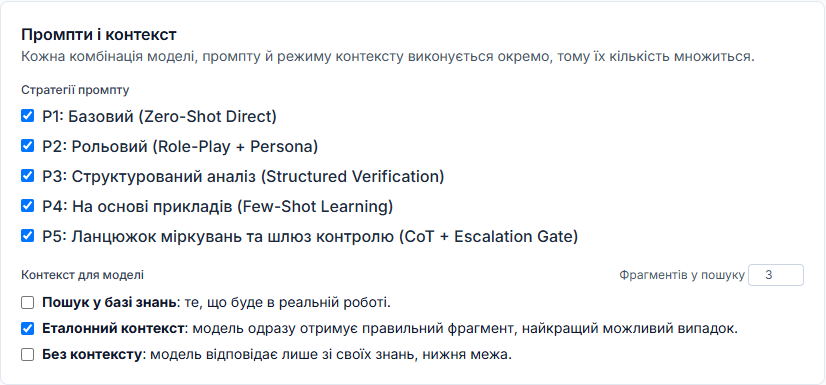 Промпти і контекст
Кожна комбінація моделі, промпту й режиму контексту виконується окремо, тому їх кількість множиться.
Стратегії промпту
P1: Базовий (Zero-Shot Direct)
P2: Рольовий (Role-Play + Persona)
P3: Структурований аналіз (Structured Verification)
P4: На основі прикладів (Few-Shot Learning)
P5: Ланцюжок міркувань та шлюз контролю (CoT + Escalation Gate)
Контекст для моделі
Фрагментів у пошуку 3
Пошук у базі знань: те, що буде в реальній роботі.
Еталонний контекст: модель одразу отримує правильний фрагмент, найкращий можливий випадок.
Без контексту: модель відповідає лише зі своїх знань, нижня межа.